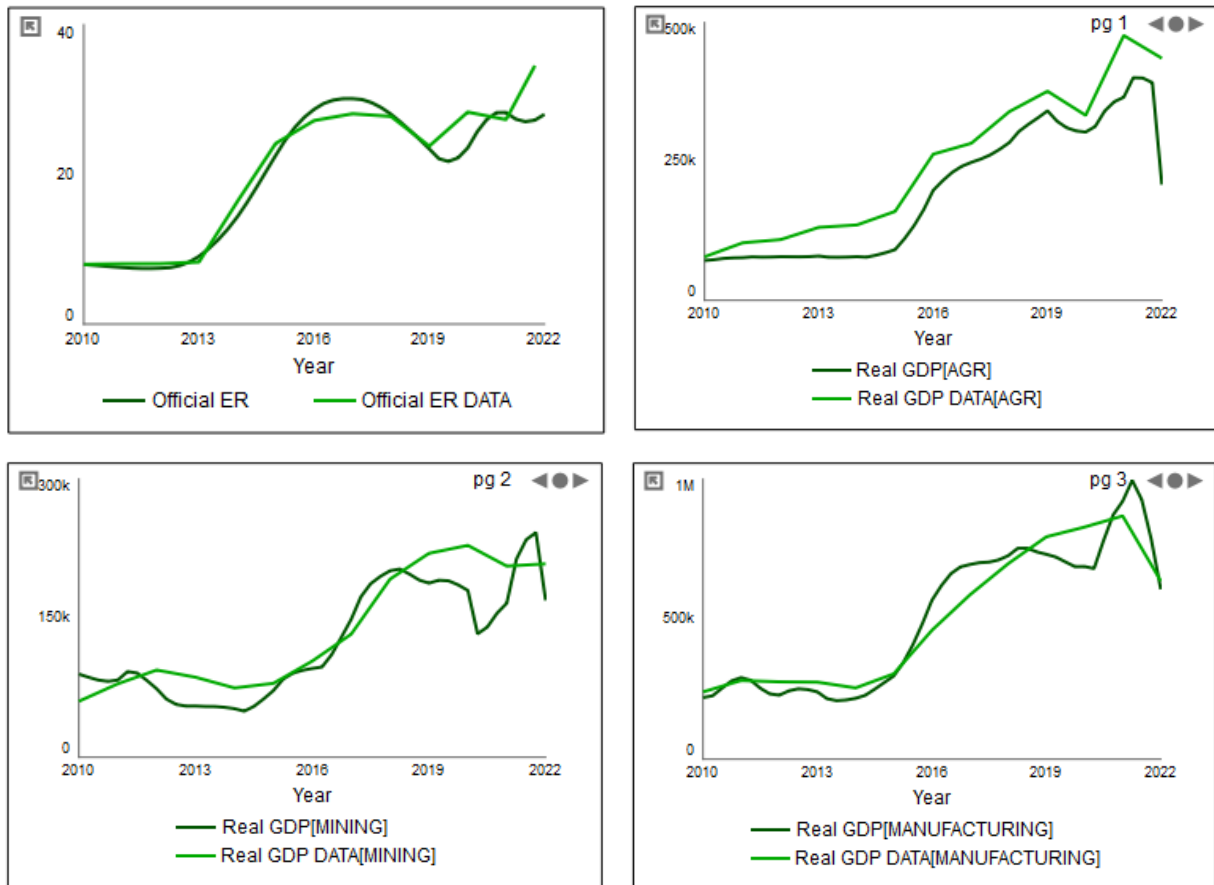 40
20
0
2010 2013 2016 2019 2022
Year
Official ER Official ER DATA
pg 1
500k
250k
0
2010 2013 2016 2019 2022
Year
Real GDP[AGR]
Real GDP DATA[AGR]
pg 2
300k
150k
0
2010 2013 2016 2019 2022
Year
Real GDP[MINING]
Real GDP DATA[MINING]
pg 3
1M
500k
0
2010 2013 2016 2019 2022
Year
Real GDP[MANUFACTURING]
Real GDP DATA[MANUFACTURING]